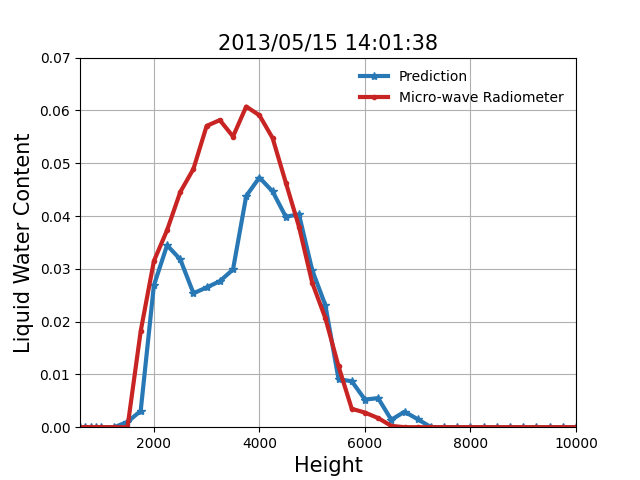 2013/05/15 14:01:38
0.07
0.06
0.05
0.04
0.03
0.02
0.01
0.00
Liquid Water Content
Prediction
Micro-wave Radiometer
2000 4000 6000 8000 10000
Height